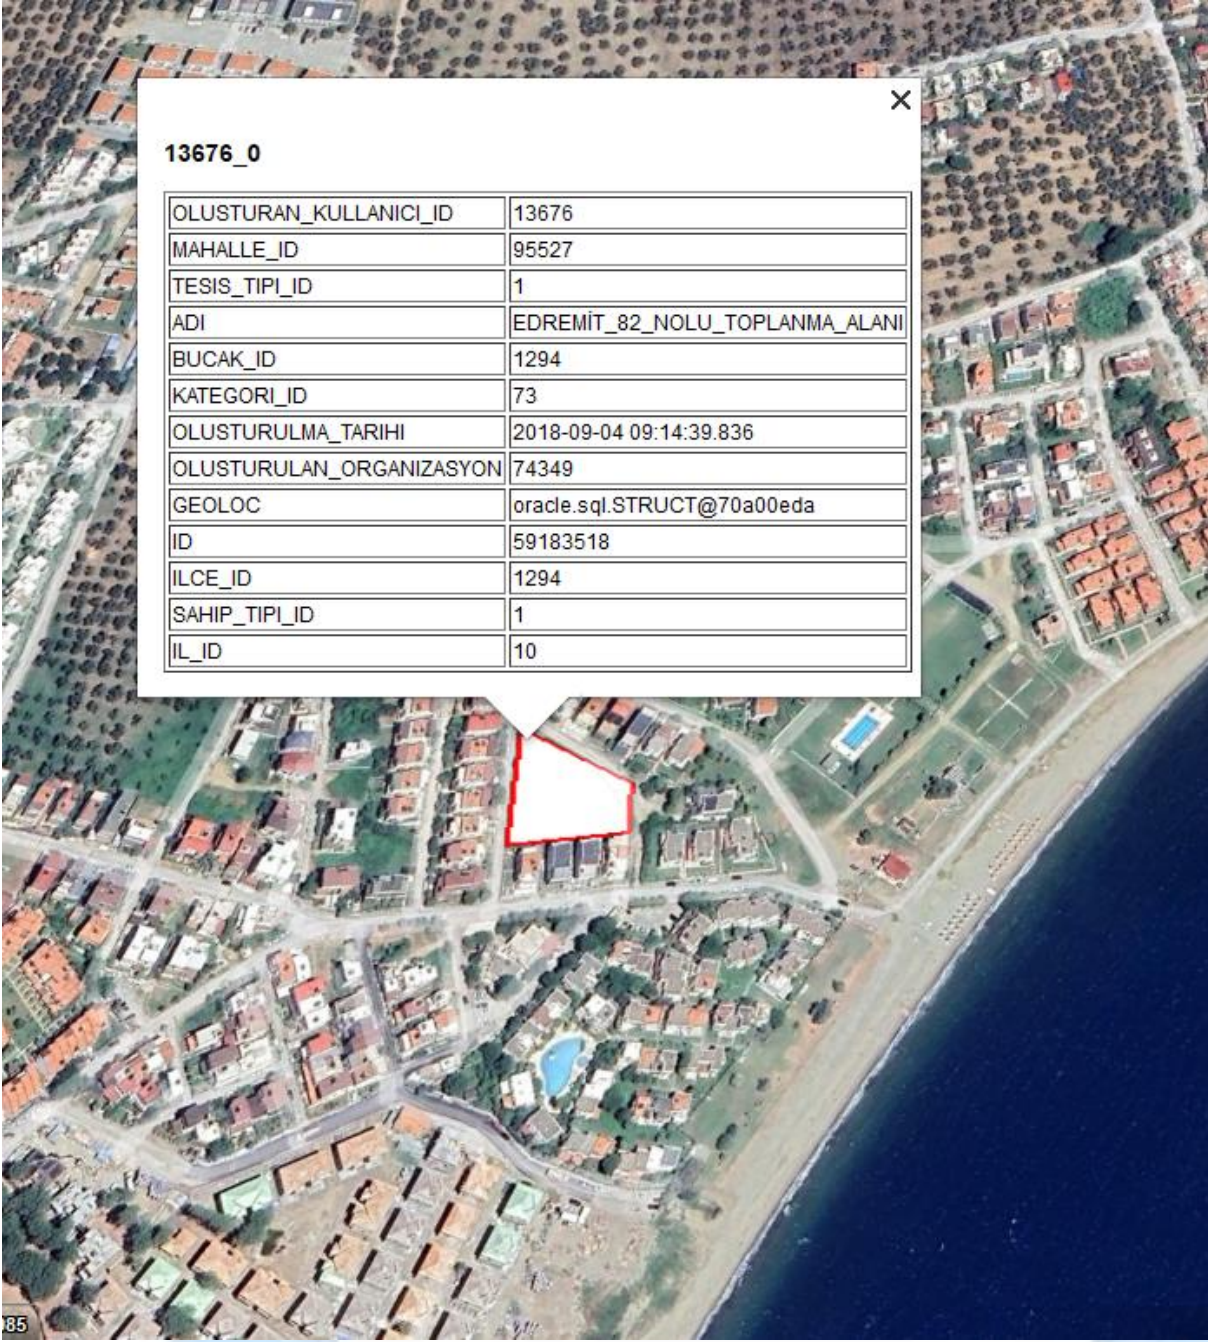 13676_0
OLUSTURAN_KULLANICI_ID 13676
MAHALLE_ID 95527
TESIS_TIPI_ID 1
ADI EDREMİT_82_NOLU_TOPLANMA_ALANI
BUCAK_ID 1294
KATEGORI_ID 73
OLUSTURULMA_TARIHI 2018-09-04 09:14:39.836
OLUSTURULAN_ORGANIZASYON 74349
GEOLOC oracle.sql.STRUCT@70a00eda
ID 59183518
ILCE_ID 1294
SAHIP_TIPI_ID 1
IL_ID 10
85